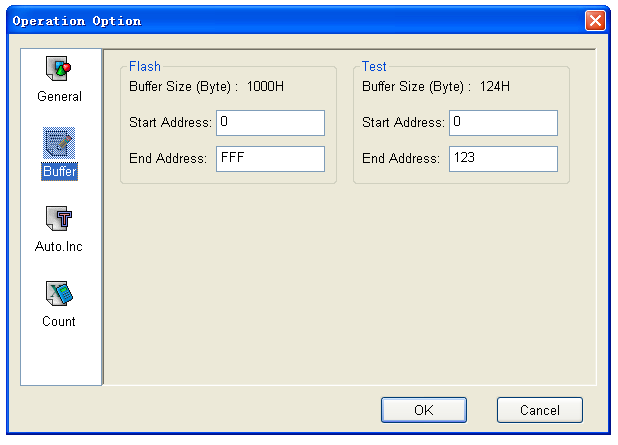 Operation Option
General
Buffer
Auto.Inc
Count
Flash
Buffer Size (Byte) : 1000H
Start Address: 0
End Address: FFF
Test
Buffer Size (Byte) : 124H
Start Address: 0
End Address: 123
OK
Cancel